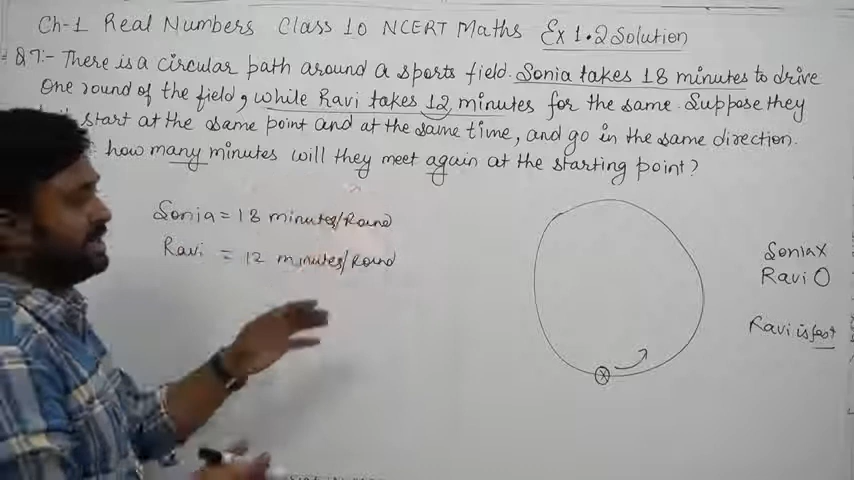 Ch-1 Real Numbers Class 10 NCERT Maths Ex 1.2 Solution
Q7:- There is a circular path around a sports field. Sonia takes 18 minutes to drive
One round of the field, while Ravi takes 12 minutes for the same. Suppose they
start at the same point and at the same time, and go in the same direction.
how many minutes will they meet again at the starting point?
Sonia = 18 minutes/Round
Ravi = 12 minutes/Round
Sonia X
Ravi O
Ravi is fast